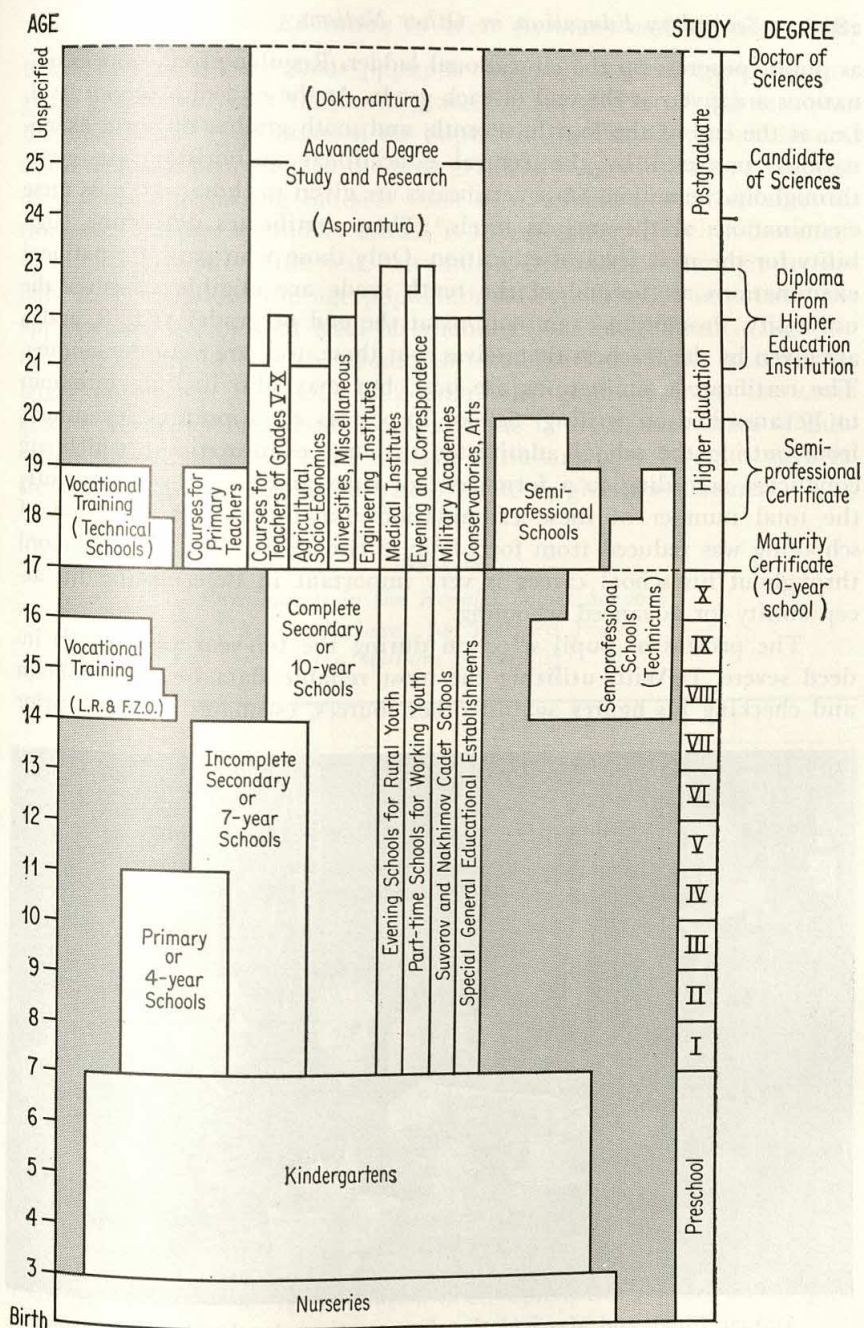 AGE
STUDY DEGREE
Unspecified
25
24
23
22
21
20
19
18
17
16
15
14
13
12
11
10
9
8
7
6
5
4
3
Birth
(Doktorantura)
Advanced Degree
Study and Research
(Aspirantura)
Vocational
Training
(Technical
Schools)
Courses for
Primary
Teachers
Courses for
Teachers of Grades V-X
Agricultural,
Socio-Economics
Universities, Miscellaneous
Engineering Institutes
Medical Institutes
Evening and Correspondence
Military Academies
Conservatories, Arts
Semi-
professional
Schools
Vocational
Training
(L.R.& F.Z.O.)
Complete
Secondary
or
10-year
Schools
Semiprofessional
Schools
Technicums
Incomplete
Secondary
or
7-year
Schools
Primary
or
4-year
Schools
Evening Schools for Rural Youth
Part-time Schools for Working Youth
Suvorov and Nakhimov Cadet Schools
Special General Educational Establishments
Kindergartens
Nurseries
Postgraduate
Higher Education
X
IX
VIII
VII
VI
V
IV
III
II
I
Preschool
Doctor of
Sciences
Candidate
of Sciences
Diploma
from
Higher
Education
Institution
Semi-
professional
Certificate
Maturity
Certificate
(10-year
school)